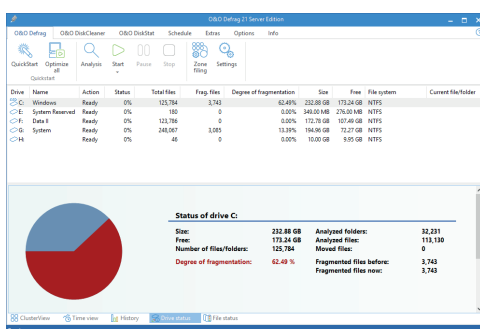 O&O Defrag 21 Server Edition
O&O Defrag O&O DiskCleaner O&O DiskStat Schedule Extras Options Info
QuickStart Optimize all Analysis Start Pause Stop Zone filing Settings
Quickstart
Drive Name Action Status Total files Frag. files Degree of fragmentation Size Free File system Current file/folder
C: Windows Ready 0% 125,784 3,743 62.49% 232.88 GB 173.24 GB NTFS
E: System Reserved Ready 0% 180 0 0.00% 349.00 MB 276.00 MB NTFS
F: Data II Ready 0% 123,786 0 0.00% 172.78 GB 107.49 GB NTFS
G: System Ready 0% 248,067 3,085 13.39% 194.96 GB 72.27 GB NTFS
H: Ready 0% 46 0 0.00% 10.00 GB 9.95 GB NTFS
Status of drive C:
Size: 232.88 GB Analyzed folders: 32,231
Free: 173.24 GB Analyzed files: 113,130
Number of files/folders: 125,784 Moved files: 0
Degree of fragmentation: 62.49 % Fragmented files before: 3,743
Fragmented files now: 3,743
ClusterView Time view History Drive status File status